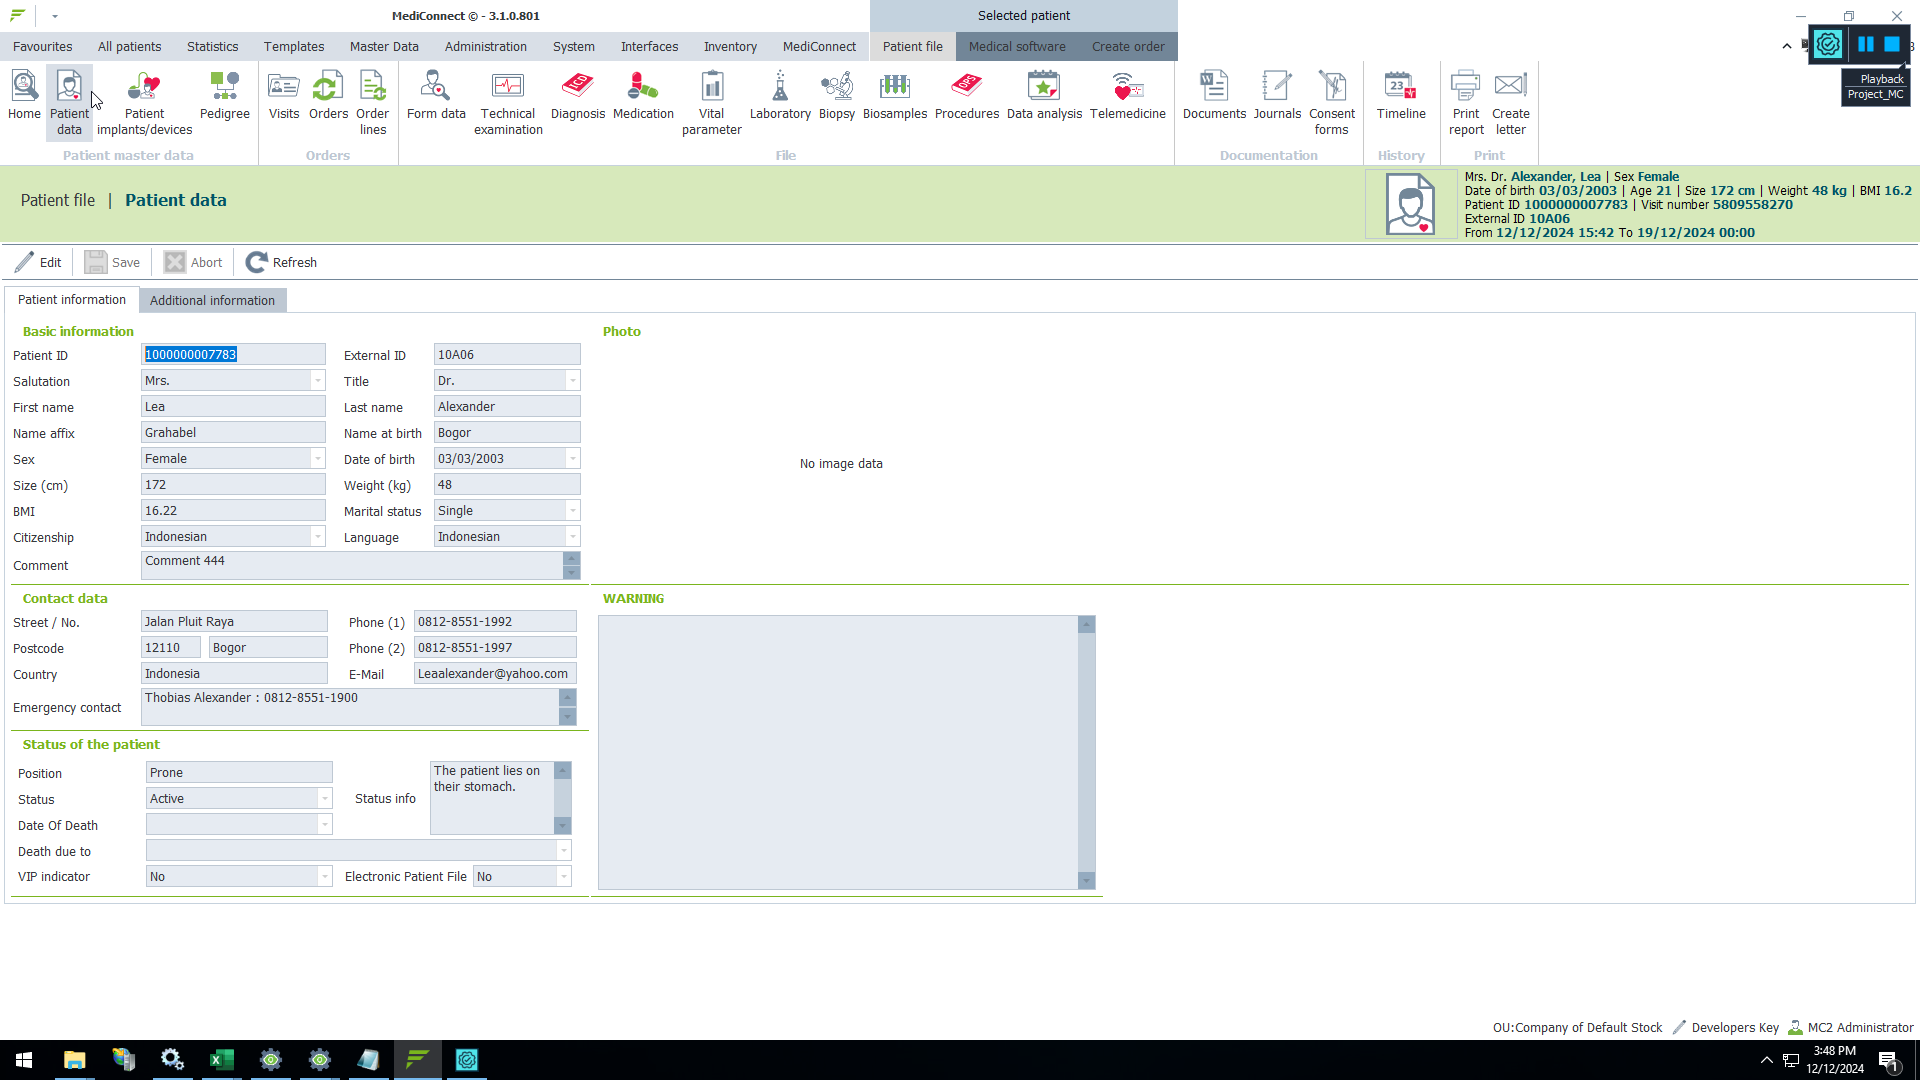 MediConnect © - 3.1.0.801
Selected patient
Favourites All patients Statistics Templates Master Data Administration System Interfaces Inventory MediConnect Patient file Medical software Create order
Home Patient data Patient implants/devices Pedigree Visits Orders Order lines Form data Technical examination Diagnosis Medication Vital parameter Laboratory Biopsy Biosamples Procedures Data analysis Telemedicine Documents Journals Consent forms Timeline Print report Create letter
Patient master data Orders File Documentation History Print
Playback
Project_MC
Patient file | Patient data
Mrs. Dr. Alexander, Lea | Sex Female
Date of birth 03/03/2003 | Age 21 | Size 172 cm | Weight 48 kg | BMI 16.2
Patient ID 1000000007783 | Visit number 5809558270
External ID 10A06
From 12/12/2024 15:42 To 19/12/2024 00:00
Edit Save Abort Refresh
Patient information Additional information
Basic information
Patient ID 1000000007783 External ID 10A06
Salutation Mrs. Title Dr.
First name Lea Last name Alexander
Name affix Grahabel Name at birth Bogor
Sex Female Date of birth 03/03/2003
Size (cm) 172 Weight (kg) 48
BMI 16.22 Marital status Single
Citizenship Indonesian Language Indonesian
Comment Comment 444
Photo
No image data
Contact data
Street / No. Jalan Pluit Raya Phone (1) 0812-8551-1992
Postcode 12110 Bogor Phone (2) 0812-8551-1997
Country Indonesia E-Mail Leaalexander@yahoo.com
Emergency contact Thobias Alexander : 0812-8551-1900
WARNING
Status of the patient
Position Prone
Status Active Status info The patient lies on
their stomach.
Date Of Death
Death due to
VIP indicator No Electronic Patient File No
OU:Company of Default Stock Developers Key MC2 Administrator
3:48 PM
12/12/2024
1